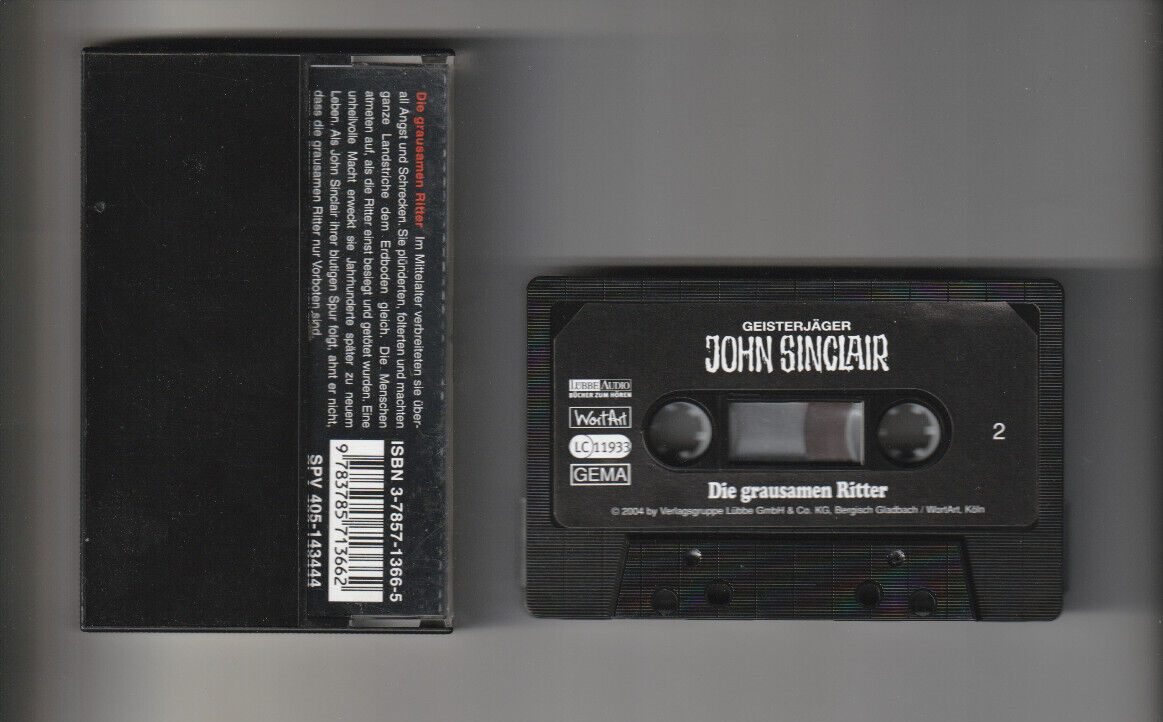 Die grausamen Ritter Im Mittelalter verbreiteten sie über-
all Angst und Schrecken. Sie plünderten, folterten und machten
ganze Landstriche dem Erdboden gleich. Die Menschen
atmeten auf, als die Ritter einst besiegt und getötet wurden. Eine
unheilvolle Macht erweckt sie Jahrhunderte später zu neuem
Leben. Als John Sinclair ihrer blutigen Spur folgt, ahnt er nicht,
dass die grausamen Ritter nur Vorboten sind.
ISBN 3-7857-1366-5
9 783785 713662
SPV 405-143444
GEISTERJÄGER
JOHN SINCLAIR
LÜBBE AUDIO
BÜCHER ZUM HÖREN
WortArt
LC 11933
GEMA
2
Die grausamen Ritter
© 2004 by Verlagsgruppe Lübbe GmbH & Co. KG, Bergisch Gladbach / WortArt, Köln